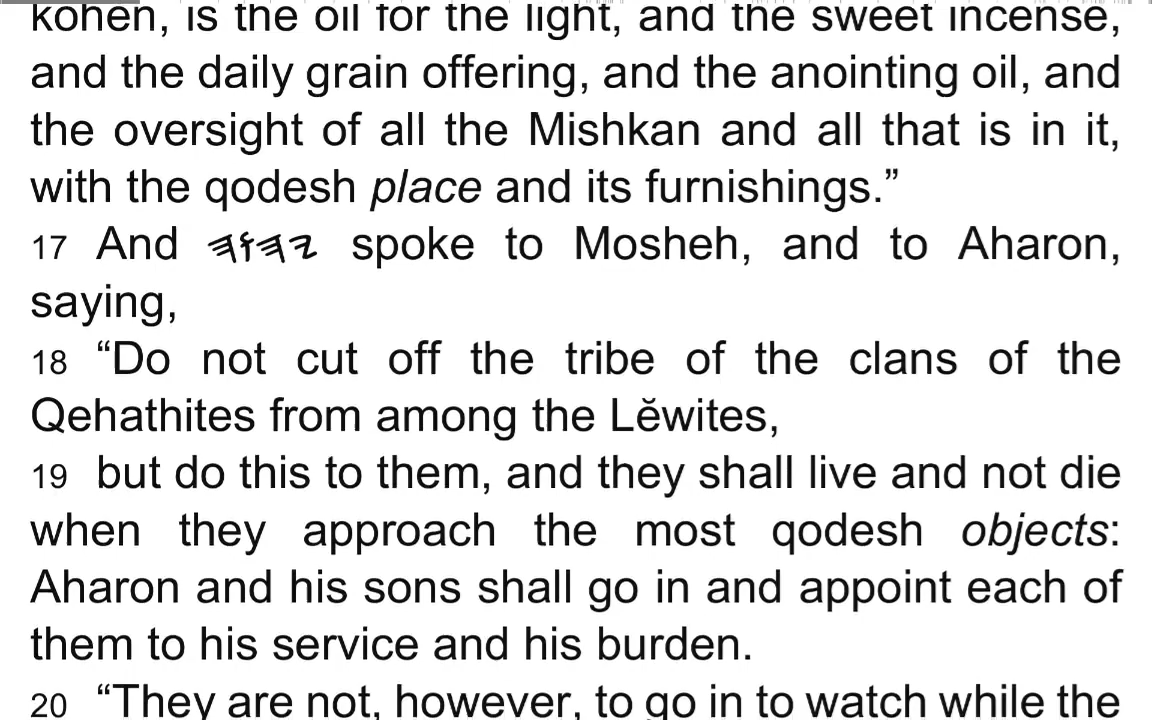 kohen, is the oil for the light, and the sweet incense,
and the daily grain offering, and the anointing oil, and
the oversight of all the Mishkan and all that is in it,
with the qodesh place and its furnishings.”
17 And 𐤉𐤄𐤅𐤄 spoke to Mosheh, and to Aharon,
saying,
18 “Do not cut off the tribe of the clans of the
Qehathites from among the Lĕwites,
19 but do this to them, and they shall live and not die
when they approach the most qodesh objects:
Aharon and his sons shall go in and appoint each of
them to his service and his burden.
20 “They are not, however, to go in to watch while the